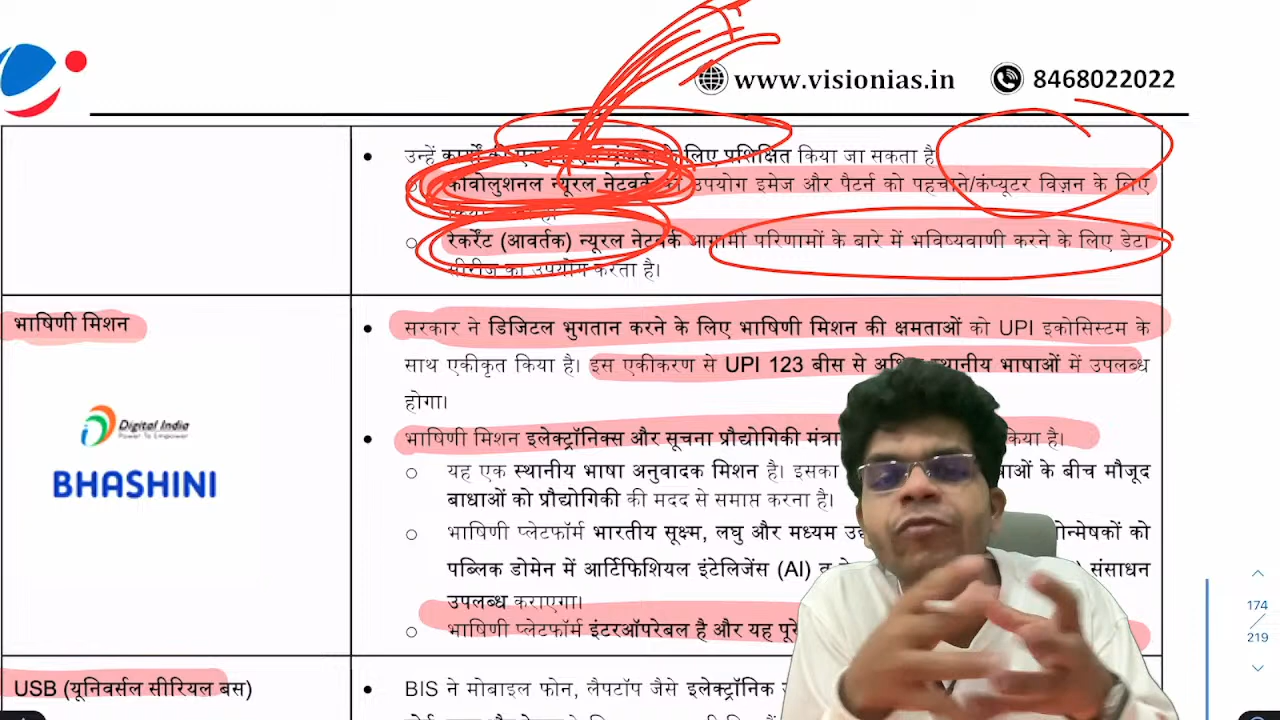 www.visionias.in
8468022022
उन्हें कार्यों की एक लिए प्रशिक्षित किया जा सकता है
कॉवोलुशनल न्यूरल नेटवर्क का उपयोग इमेज और पैटर्न को पहचाने/कंप्यूटर विज़न के लिए
रेकर्रेंट (आवर्तक) न्यूरल नेटवर्क आगामी परिणामों के बारे में भविष्यवाणी करने के लिए डेटा
सीरीज का उपयोग करता है।
भाषिणी मिशन
सरकार ने डिजिटल भुगतान करने के लिए भाषिणी मिशन की क्षमताओं को UPI इकोसिस्टम के
साथ एकीकृत किया है। इस एकीकरण से UPI 123 बीस से स्थानीय भाषाओं में उपलब्ध
होगा।
Digital India
Power To Empower
BHASHINI
भाषिणी मिशन इलेक्ट्रॉनिक्स और सूचना प्रौद्योगिकी किया है।
यह एक स्थानीय भाषा अनुवादक मिशन है। इसका के बीच मौजूद
बाधाओं को प्रौद्योगिकी की मदद से समाप्त करना है।
भाषिणी प्लेटफॉर्म भारतीय सूक्ष्म, लघु और मध्यम को
पब्लिक डोमेन में आर्टिफिशियल इंटेलिजेंस (AI) संसाधन
उपलब्ध कराएगा।
भाषिणी प्लेटफॉर्म इंटरऑपरेबल है और यह पूरे
USB (यूनिवर्सल सीरियल बस)
BIS ने मोबाइल फोन, लैपटॉप जैसे इलेक्ट्रॉनिक
174
219